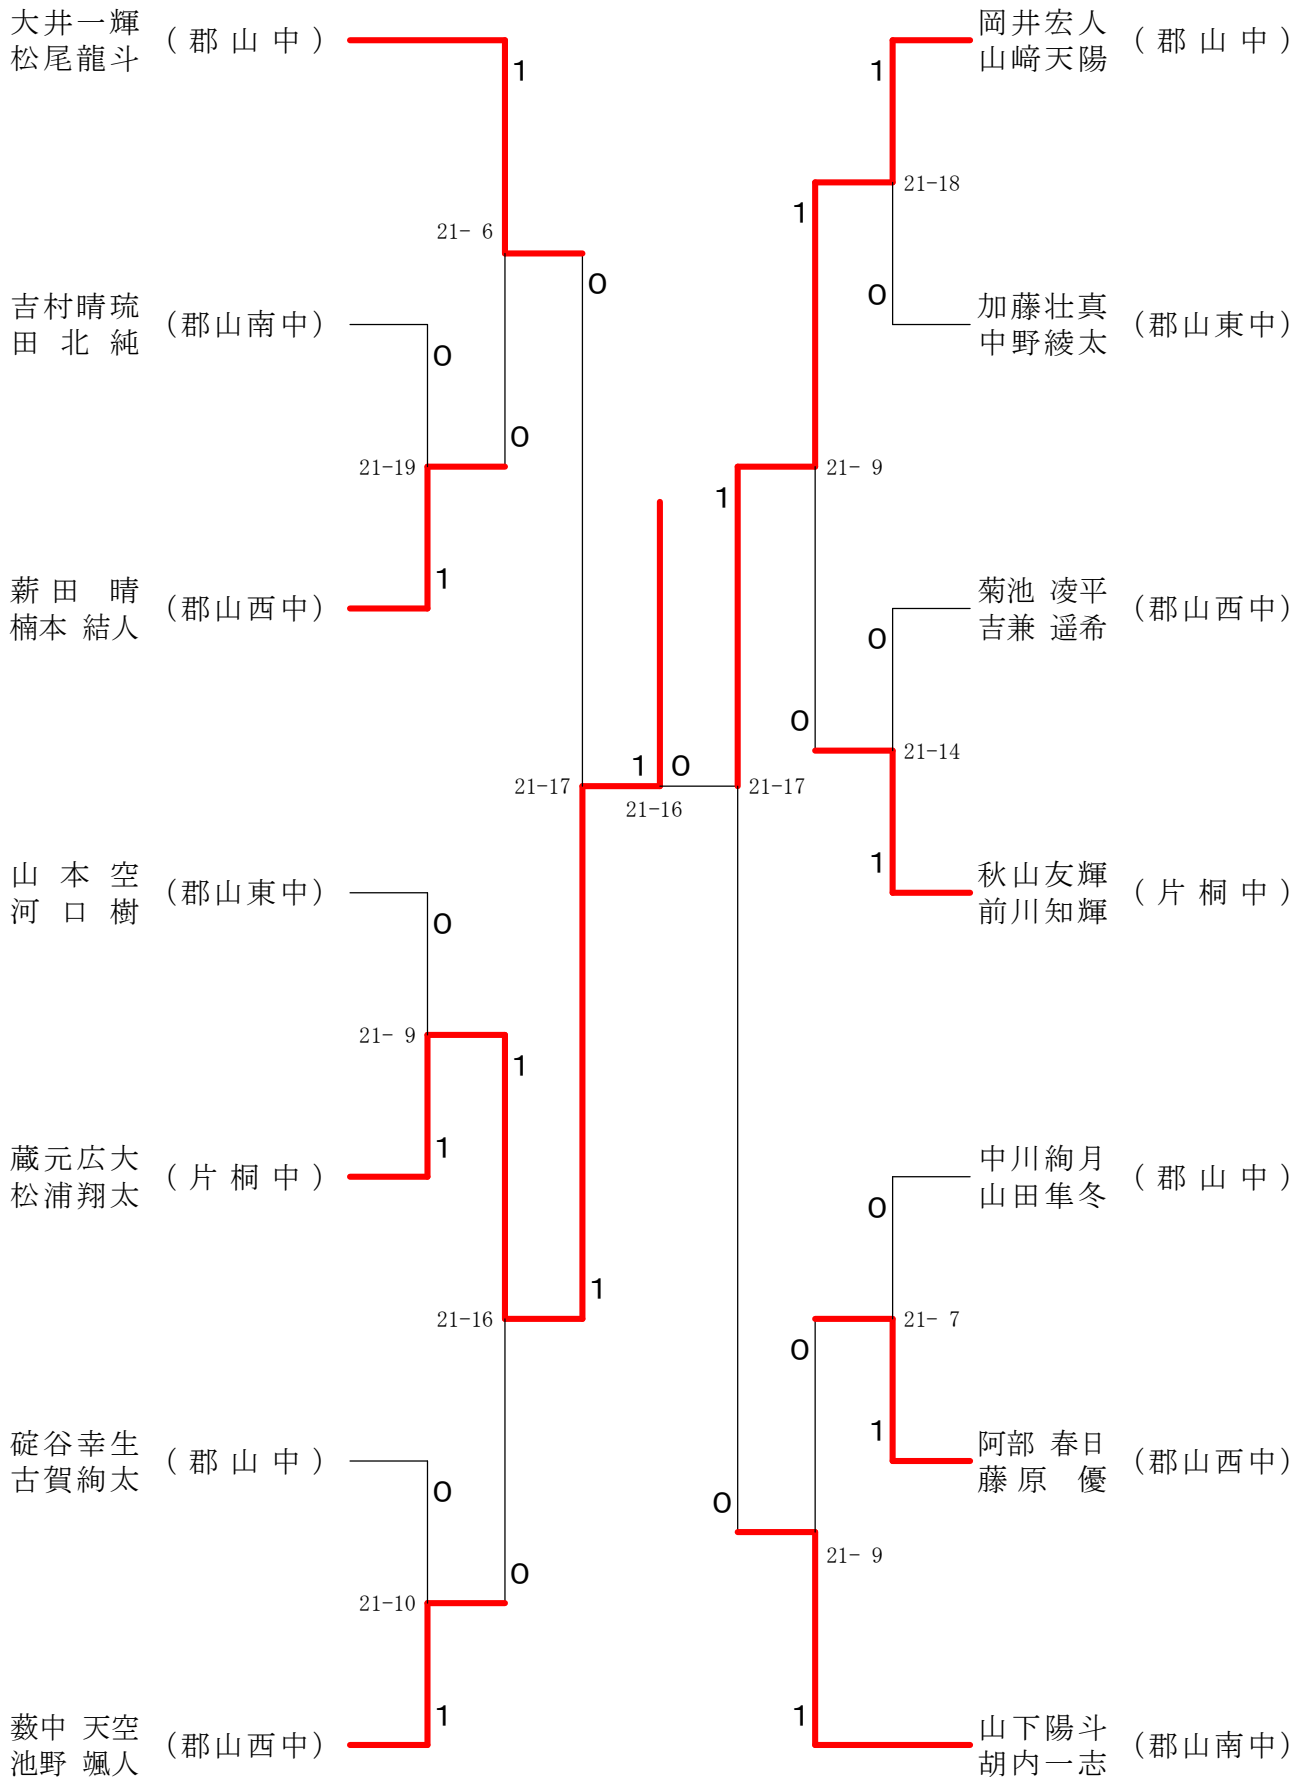 大井一輝
松尾龍斗
(郡山中)
1
21- 6
0
吉村晴琉
田北純
(郡山南中)
0
0
21-19
薪田 晴
楠本 結人
(郡山西中)
1
21-17
1
0
21-16
山本空
河口樹
(郡山東中)
0
21- 9
1
蔵元広大
松浦翔太
(片桐中)
1
1
21-16
碇谷幸生
古賀絢太
(郡山中)
0
0
21-10
薮中 天空
池野 颯人
(郡山西中)
1
岡井宏人
山﨑天陽
(郡山中)
1
21-18
1
0
加藤壮真
中野綾太
(郡山東中)
21- 9
1
菊池 凌平
吉兼 遥希
(郡山西中)
0
0
21-14
21-17
1
秋山友輝
前川知輝
(片桐中)
中川絢月
山田隼冬
(郡山中)
0
21- 7
0
1
阿部 春日
藤原 優
(郡山西中)
0
21- 9
1
山下陽斗
胡内一志
(郡山南中)